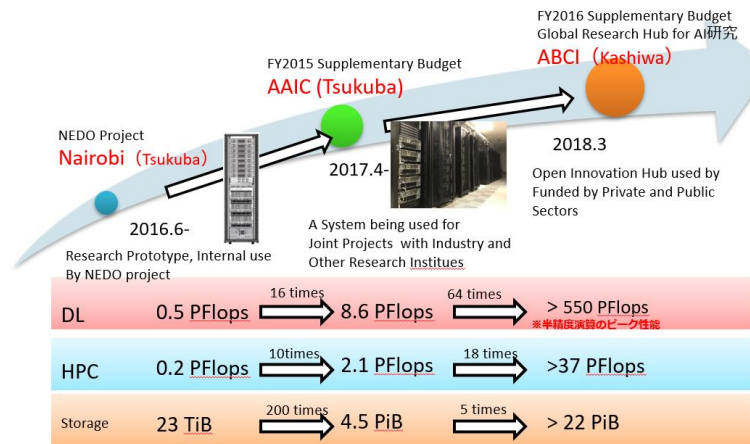 FY2016 Supplementary Budget
Global Research Hub for AI研究
ABCI（Kashiwa）
FY2015 Supplementary Budget
AAIC (Tsukuba)
NEDO Project
Nairobi（Tsukuba）
2018.3
2017.4-
2016.6-
Open Innovation Hub used by
Funded by Private and Public
Sectors
A System being used for
Joint Projects with Industry and
Other Research Institues
Research Prototype, Internal use
By NEDO project
16 times
64 times
DL 0.5 PFlops 8.6 PFlops > 550 PFlops
※半精度演算のピーク性能
10times
18 times
HPC 0.2 PFlops 2.1 PFlops >37 PFlops
200 times
5 times
Storage 23 TiB 4.5 PiB > 22 PiB